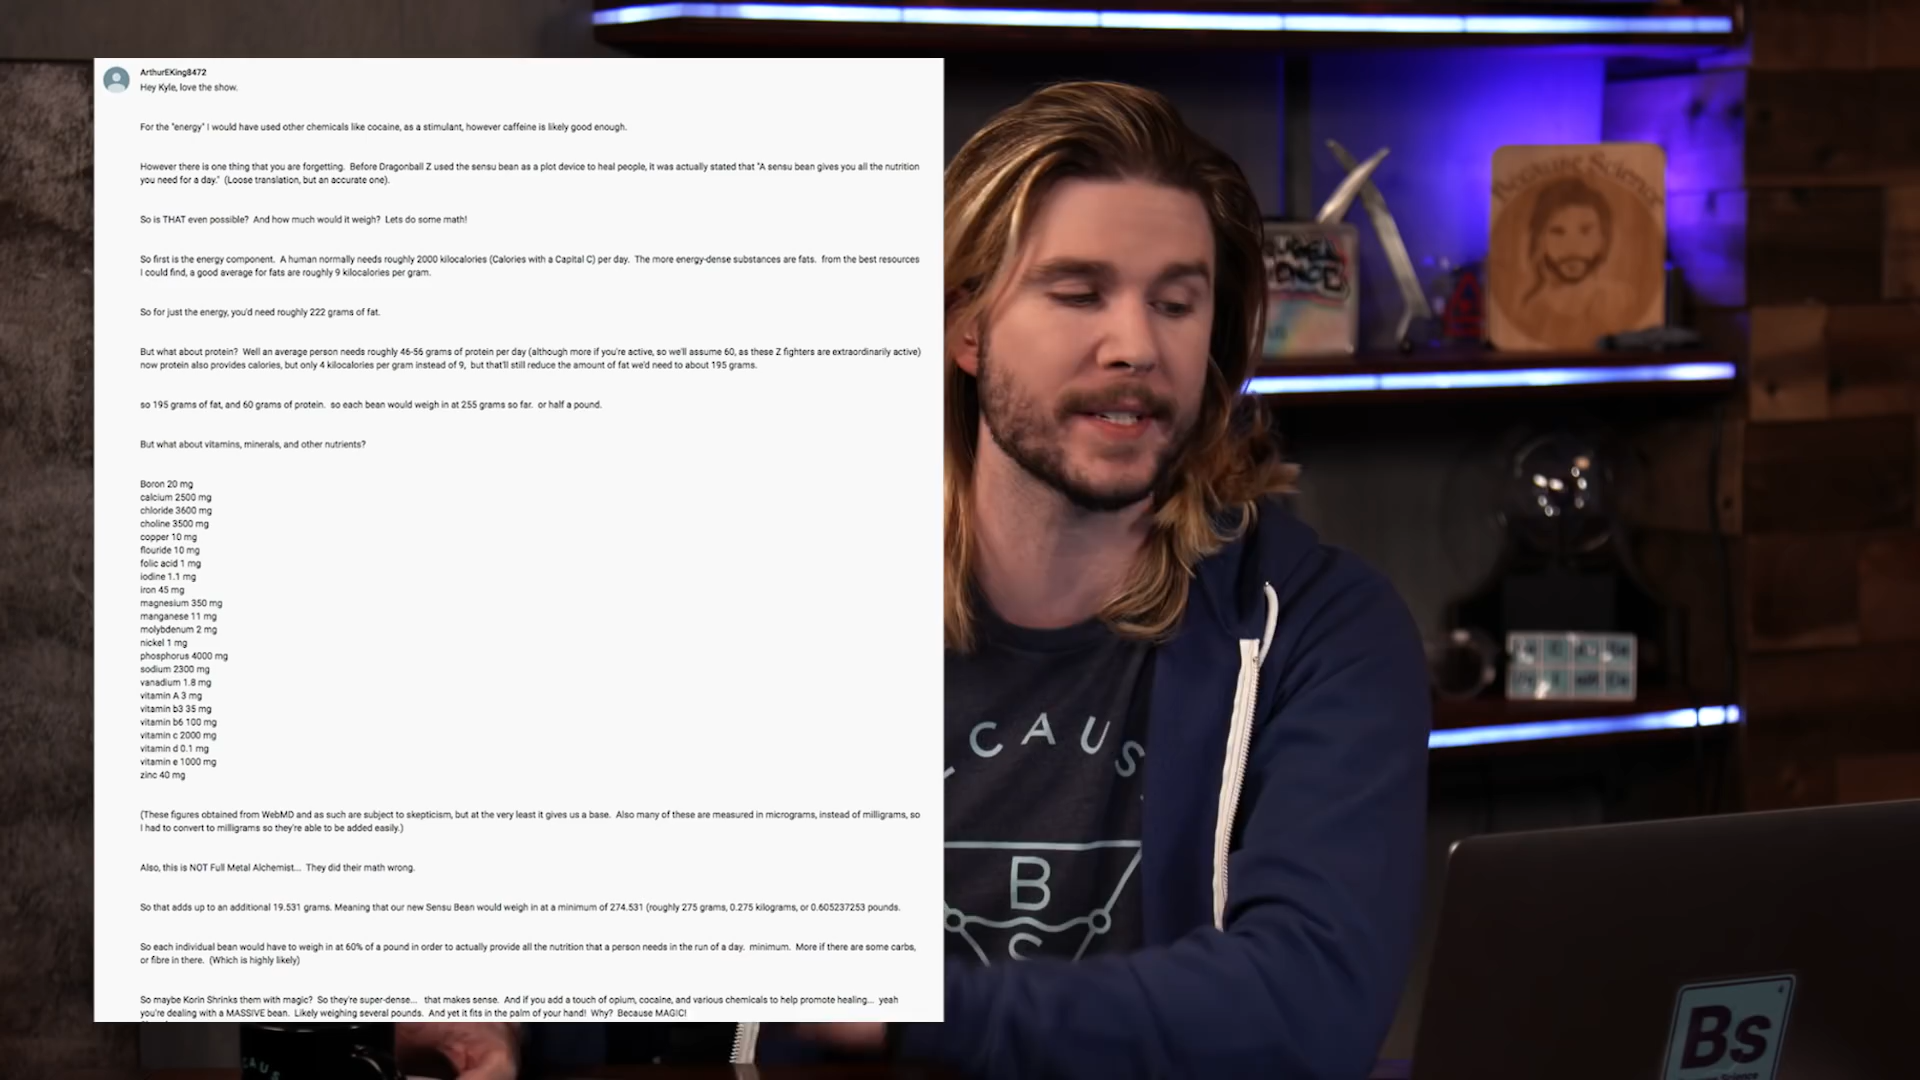 ArthurEKing8472
Hey Kyle, love the show.
For the "energy" I would have used other chemicals like cocaine, as a stimulant, however caffeine is likely good enough.
However there is one thing that you are forgetting. Before Dragonball Z used the sensu bean as a plot device to heal people, it was actually stated that "A sensu bean gives you all the nutrition
you need for a day." (Loose translation, but an accurate one).
So is THAT even possible? And how much would it weigh? Lets do some math!
So first is the energy component. A human normally needs roughly 2000 kilocalories (Calories with a Capital C) per day. The more energy-dense substances are fats. from the best resources
I could find, a good average for fats are roughly 9 kilocalories per gram.
So for just the energy, you'd need roughly 222 grams of fat.
But what about protein? Well an average person needs roughly 46-56 grams of protein per day (although more if you're active, so we'll assume 60, as these Z fighters are extraordinarily active)
now protein also provides calories, but only 4 kilocalories per gram instead of 9, but that'll still reduce the amount of fat we'd need to about 195 grams.
so 195 grams of fat, and 60 grams of protein. so each bean would weigh in at 255 grams so far. or half a pound.
But what about vitamins, minerals, and other nutrients?
Boron 20 mg
calcium 2500 mg
chloride 3600 mg
choline 3500 mg
copper 10 mg
flouride 10 mg
folic acid 1 mg
iodine 1.1 mg
iron 45 mg
magnesium 350 mg
manganese 11 mg
molybdenum 2 mg
nickel 1 mg
phosphorus 4000 mg
sodium 2300 mg
vanadium 1.8 mg
vitamin A 3 mg
vitamin b3 35 mg
vitamin b6 100 mg
vitamin c 2000 mg
vitamin d 0.1 mg
vitamin e 1000 mg
zinc 40 mg
(These figures obtained from WebMD and as such are subject to skepticism, but at the very least it gives us a base. Also many of these are measured in micrograms, instead of milligrams, so
I had to convert to milligrams so they're able to be added easily.)
Also, this is NOT Full Metal Alchemist... They did their math wrong.
So that adds up to an additional 19.531 grams. Meaning that our new Sensu Bean would weigh in at a minimum of 274.531 (roughly 275 grams, 0.275 kilograms, or 0.605237253 pounds.
So each individual bean would have to weigh in at 60% of a pound in order to actually provide all the nutrition that a person needs in the run of a day. minimum. More if there are some carbs,
or fibre in there. (Which is highly likely)
So maybe Korin Shrinks them with magic? So they're super-dense... that makes sense. And if you add a touch of opium, cocaine, and various chemicals to help promote healing... yeah
you're dealing with a MASSIVE bean. Likely weighing several pounds. And yet it fits in the palm of your hand! Why? Because MAGIC!
Because Science
CAUS
B
S
CAUS
Bs